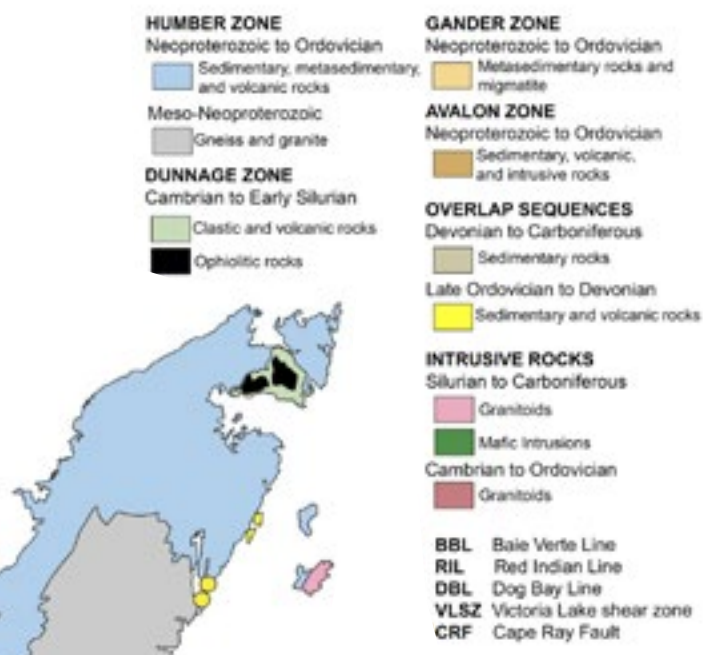 HUMBER ZONE
Neoproterozoic to Ordovician
Sedimentary, metasedimentary,
and volcanic rocks
Meso-Neoproterozoic
Gneiss and granite
DUNNAGE ZONE
Cambrian to Early Silurian
Clastic and volcanic rocks
Ophiolitic rocks
GANDER ZONE
Neoproterozoic to Ordovician
Metasedimentary rocks and
migmatite
AVALON ZONE
Neoproterozoic to Ordovician
Sedimentary, volcanic,
and intrusive rocks
OVERLAP SEQUENCES
Devonian to Carboniferous
Sedimentary rocks
Late Ordovician to Devonian
Sedimentary and volcanic rocks
INTRUSIVE ROCKS
Silurian to Carboniferous
Granitoids
Mafic Intrusions
Cambrian to Ordovician
Granitoids
BBL Baie Verte Line
RIL Red Indian Line
DBL Dog Bay Line
VLSZ Victoria Lake shear zone
CRF Cape Ray Fault